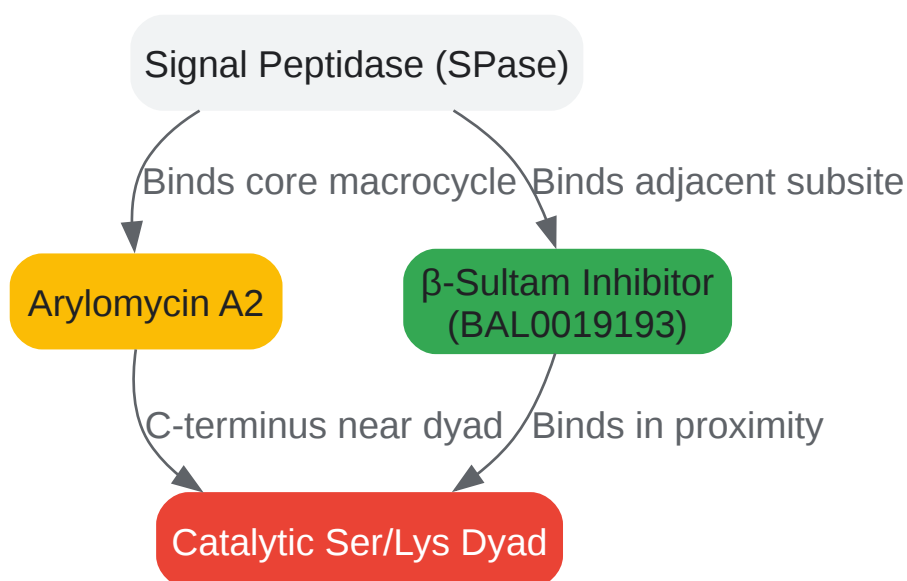 Signal Peptidase (SPase)
Binds core macrocycle
Binds adjacent subsite
Arylomycin A2
β-Sultam Inhibitor
(BAL0019193)
C-terminus near dyad
Binds in proximity
Catalytic Ser/Lys Dyad